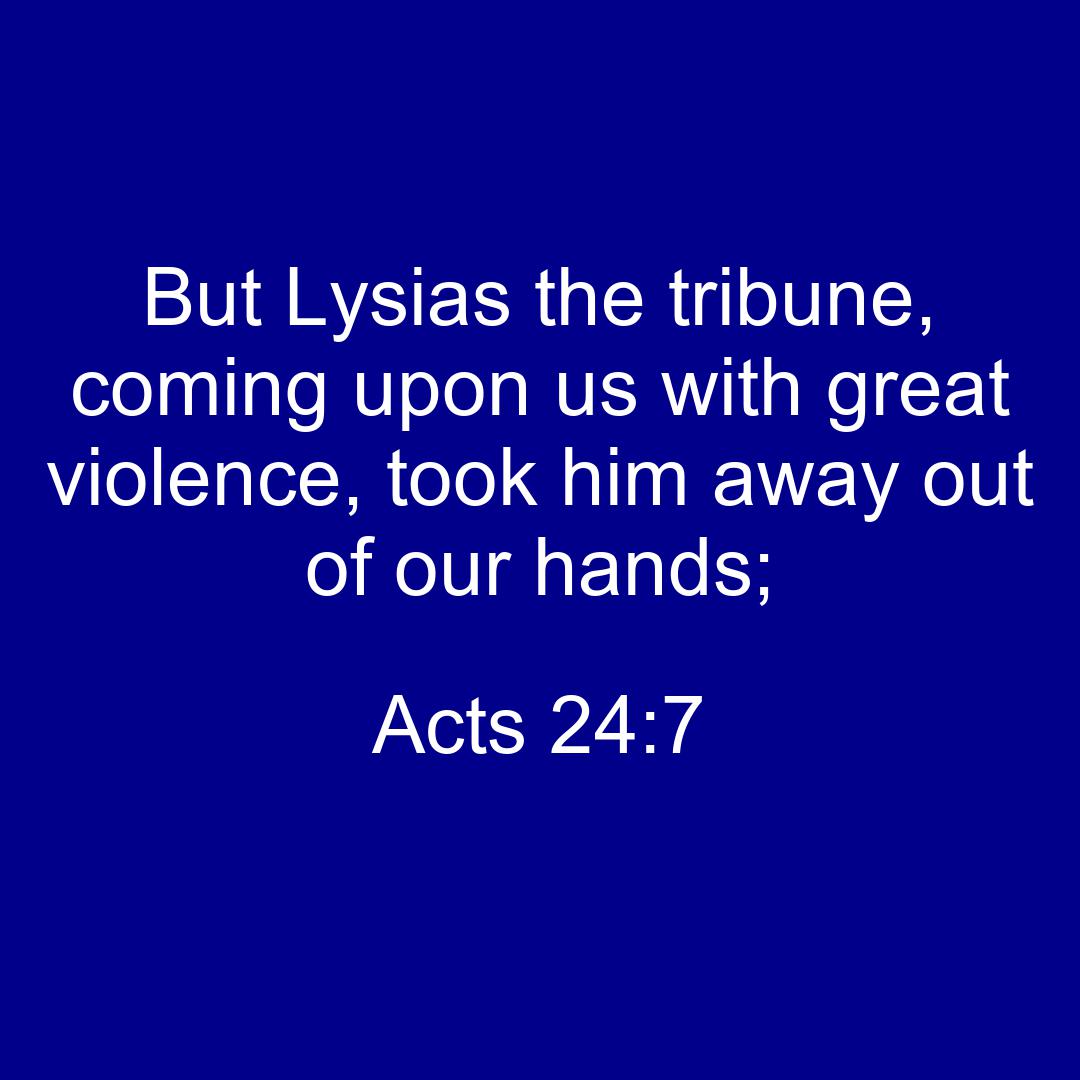 But Lysias the tribune,
coming upon us with great
violence, took him away out
of our hands;
Acts 24:7